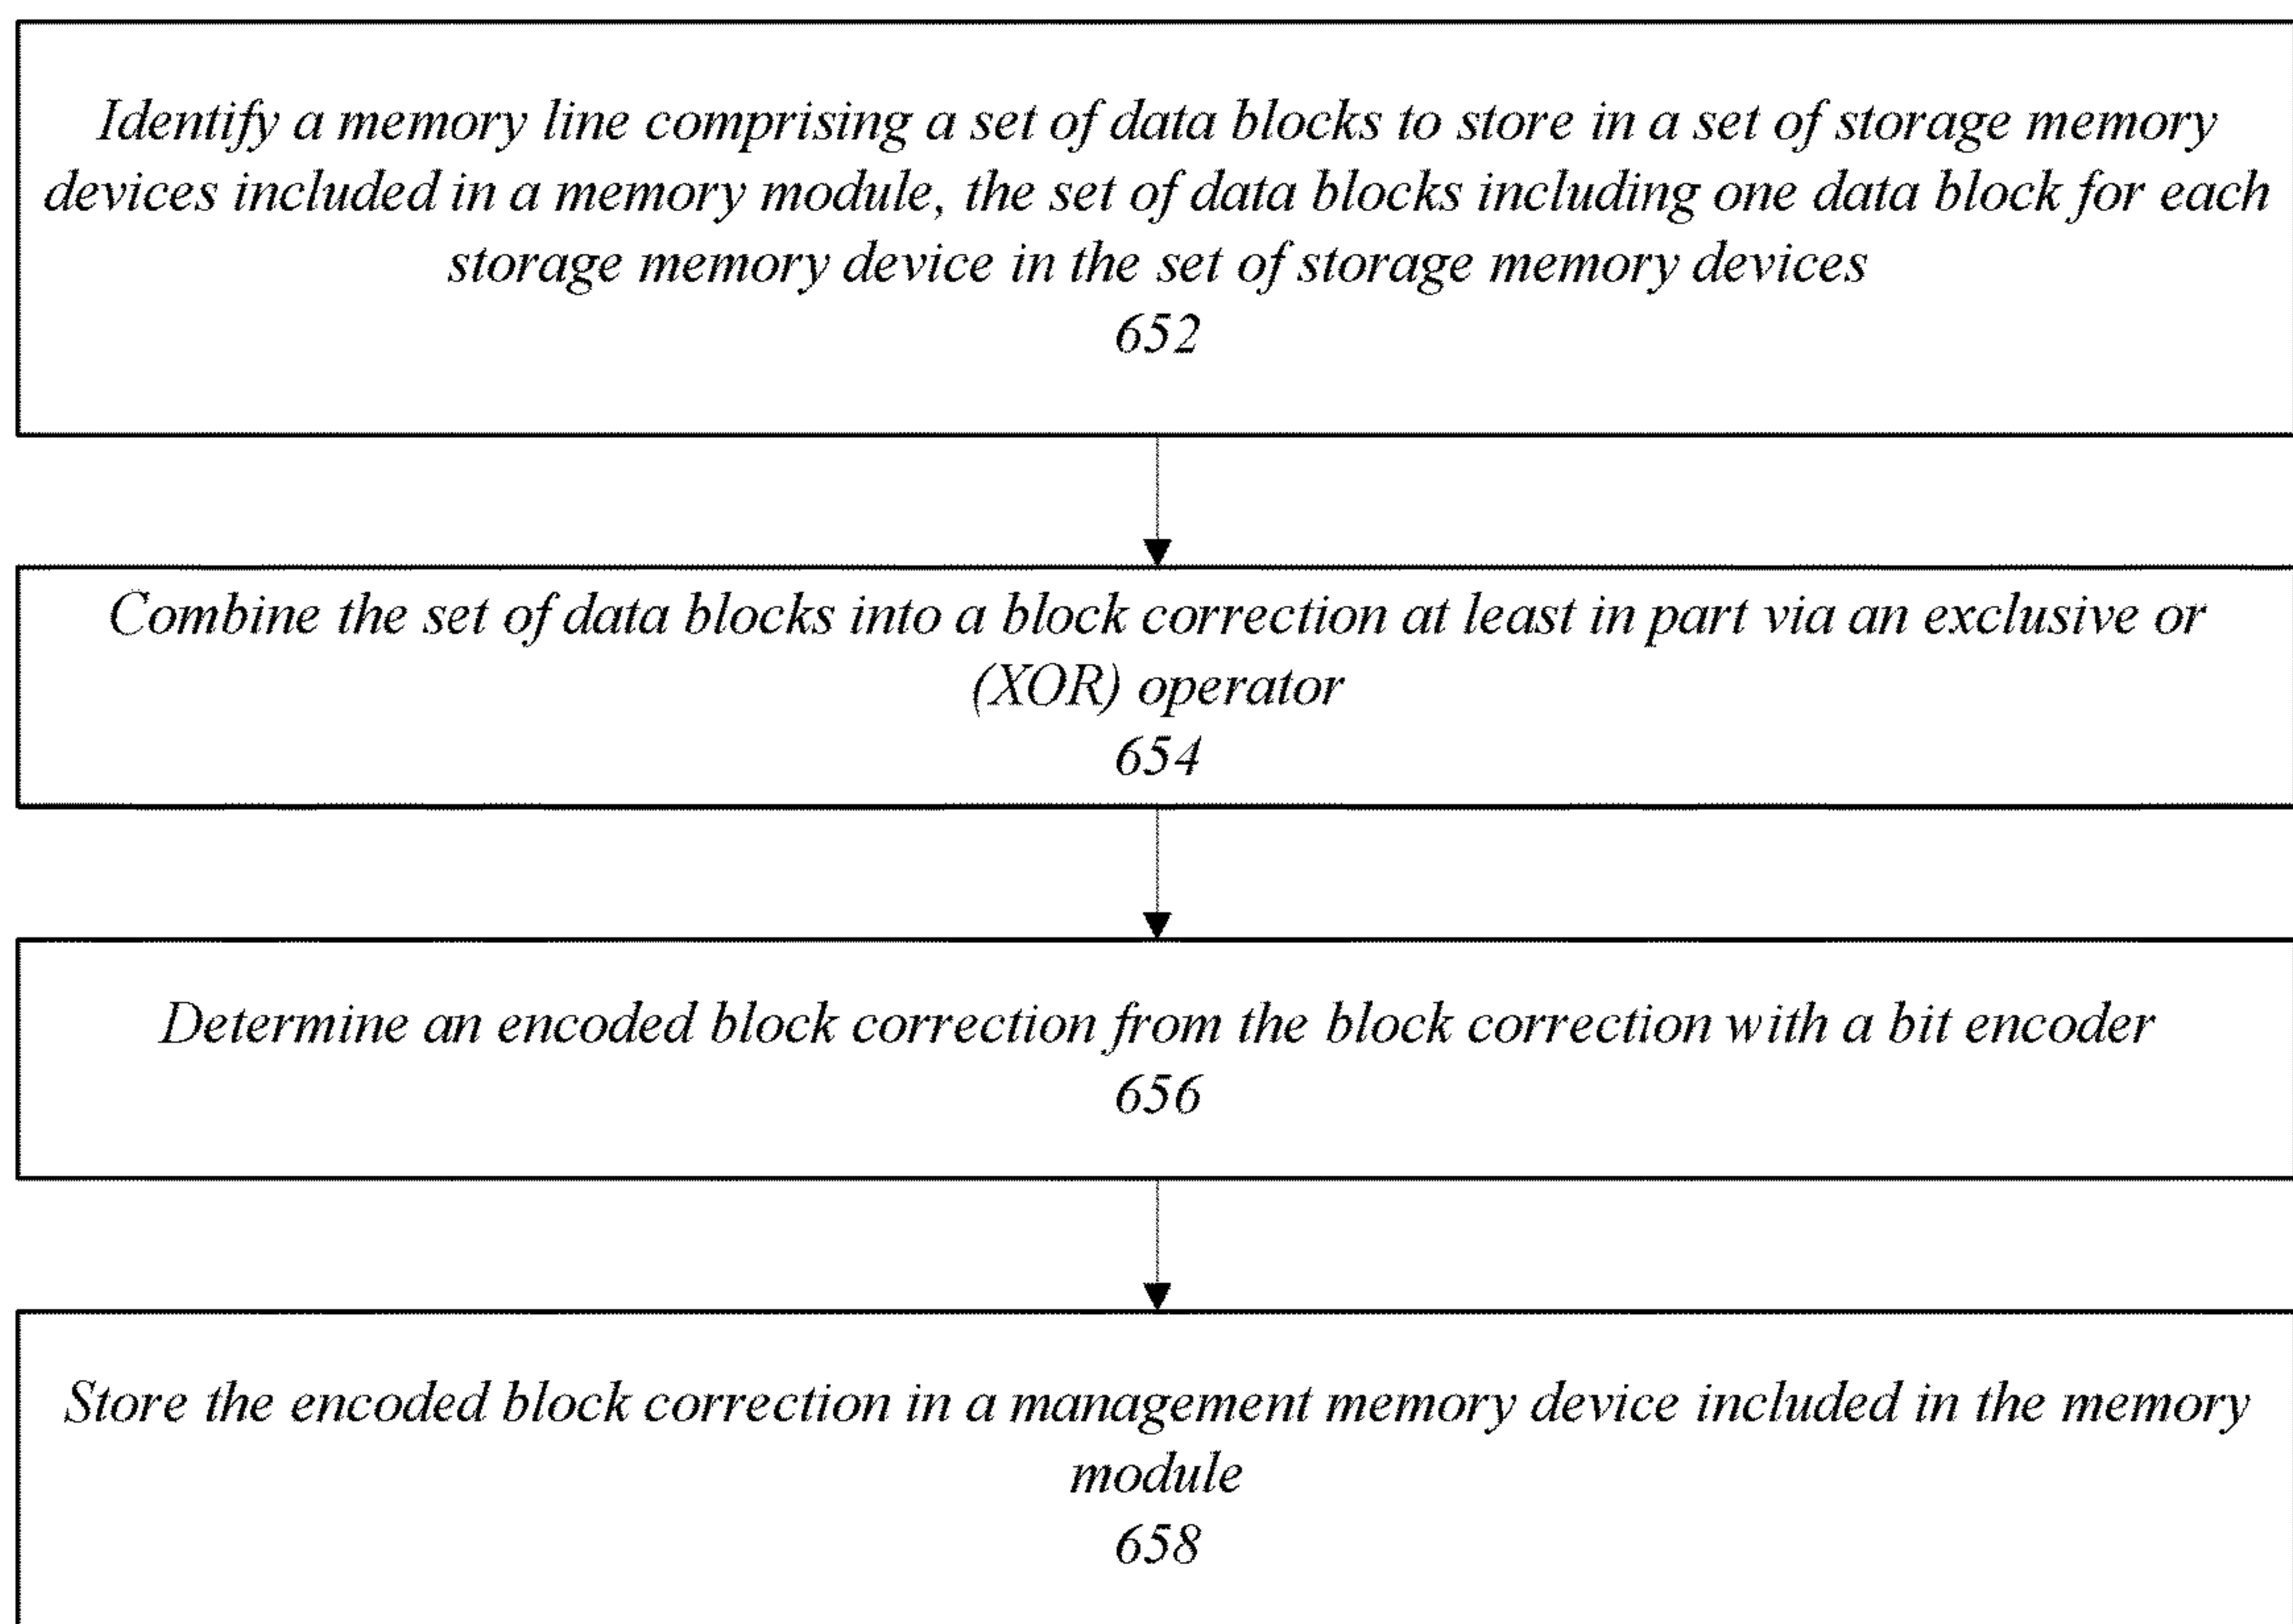 Identify a memory line comprising a set of data blocks to store in a set of storage memory
devices included in a memory module, the set of data blocks including one data block for each
storage memory device in the set of storage memory devices
652
Combine the set of data blocks into a block correction at least in part via an exclusive or
(XOR) operator
654
Determine an encoded block correction from the block correction with a bit encoder
656
Store the encoded block correction in a management memory device included in the memory
module
658